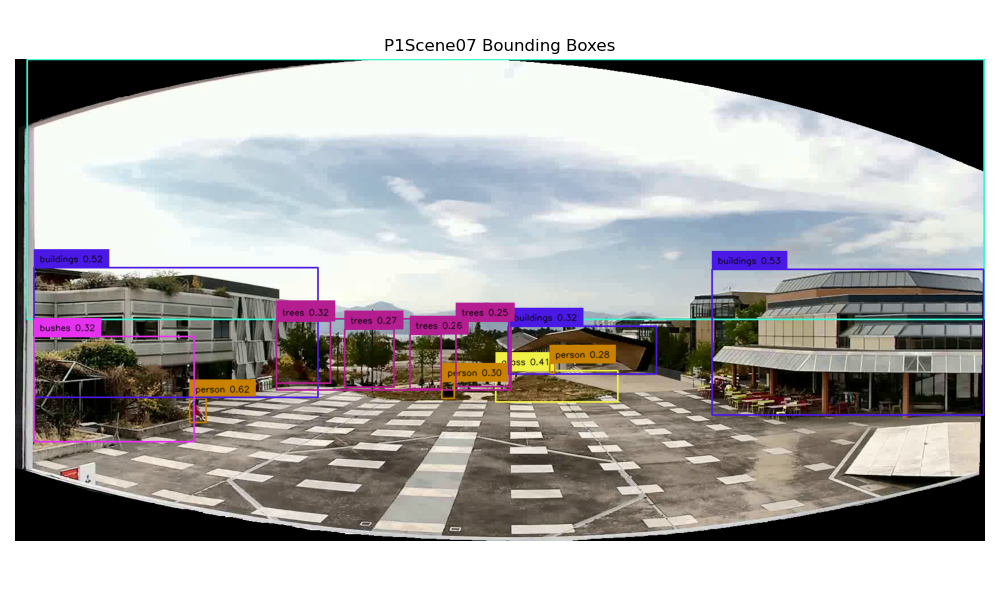 P1Scene07 Bounding Boxes
buildings 0.52
buildings 0.53
trees 0.32
trees 0.27
trees 0.26
trees 0.25
buildings 0.32
bushes 0.32
0.41
person 0.28
person 0.30
person 0.62